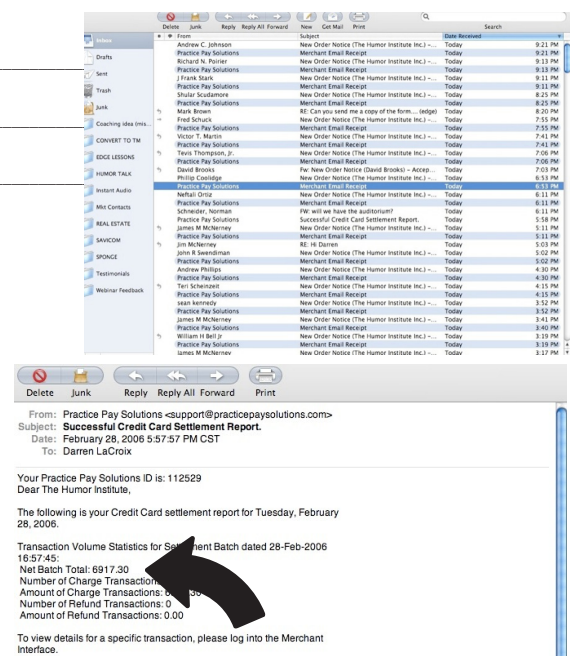 Delete Junk Reply Reply All Forward New Get Mail Print Search
From Subject Date Received
Inbox
Drafts
Sent
Trash
Junk
Coaching idea (mis...
CONVERT TO TM
EDGE LESSONS
HUMOR TALK
Instant Audio
Mkt Contacts
REAL ESTATE
SAVICOM
SPONGE
Testimonials
Webinar Feedback
Andrew C. Johnson New Order Notice (The Humor Institute Inc.) –... Today 9:21 PM
Practice Pay Solutions Merchant Email Receipt Today 9:21 PM
Richard N. Poirier New Order Notice (The Humor Institute Inc.) –... Today 9:13 PM
Practice Pay Solutions Merchant Email Receipt Today 9:13 PM
J Frank Stark New Order Notice (The Humor Institute Inc.) –... Today 9:11 PM
Practice Pay Solutions Merchant Email Receipt Today 9:11 PM
Shular Scudamore New Order Notice (The Humor Institute Inc.) –... Today 8:25 PM
Practice Pay Solutions Merchant Email Receipt Today 8:25 PM
Mark Brown RE: Can you send me a copy of the form.... (edge) Today 8:20 PM
Fred Schuck New Order Notice (The Humor Institute Inc.) –... Today 7:55 PM
Practice Pay Solutions Merchant Email Receipt Today 7:55 PM
Victor T. Martin New Order Notice (The Humor Institute Inc.) –... Today 7:41 PM
Practice Pay Solutions Merchant Email Receipt Today 7:41 PM
Tevis Thompson, Jr. New Order Notice (The Humor Institute Inc.) –... Today 7:06 PM
Practice Pay Solutions Merchant Email Receipt Today 7:06 PM
David Brooks Fw: New Order Notice (David Brooks) – Accep... Today 7:03 PM
Phillip Coolidge New Order Notice (The Humor Institute Inc.) –... Today 6:53 PM
Practice Pay Solutions Merchant Email Receipt Today 6:53 PM
Neftali Ortiz New Order Notice (The Humor Institute Inc.) –... Today 6:11 PM
Practice Pay Solutions Merchant Email Receipt Today 6:11 PM
Schneider, Norman FW: will we have the auditorium? Today 6:11 PM
Practice Pay Solutions Successful Credit Card Settlement Report. Today 5:58 PM
James M McNerney New Order Notice (The Humor Institute Inc.) –... Today 5:11 PM
Practice Pay Solutions Merchant Email Receipt Today 5:11 PM
Jim McNerney RE: Hi Darren Today 5:03 PM
John R Swendiman New Order Notice (The Humor Institute Inc.) –... Today 5:02 PM
Practice Pay Solutions Merchant Email Receipt Today 5:02 PM
Andrew Phillips New Order Notice (The Humor Institute Inc.) –... Today 4:30 PM
Practice Pay Solutions Merchant Email Receipt Today 4:30 PM
Teri Scheinzeit New Order Notice (The Humor Institute Inc.) –... Today 4:15 PM
Practice Pay Solutions Merchant Email Receipt Today 4:15 PM
sean kennedy New Order Notice (The Humor Institute Inc.) –... Today 3:52 PM
Practice Pay Solutions Merchant Email Receipt Today 3:52 PM
James M McNerney New Order Notice (The Humor Institute Inc.) –... Today 3:41 PM
Practice Pay Solutions Merchant Email Receipt Today 3:40 PM
William H Bell Jr New Order Notice (The Humor Institute Inc.) –... Today 3:19 PM
Practice Pay Solutions Merchant Email Receipt Today 3:19 PM
James M McNerney New Order Notice (The Humor Institute Inc.) –... Today 3:17 PM
Delete Junk Reply Reply All Forward Print
From: Practice Pay Solutions <support@practicepaysolutions.com>
Subject: Successful Credit Card Settlement Report.
Date: February 28, 2006 5:57:57 PM CST
To: Darren LaCroix
Your Practice Pay Solutions ID is: 112529
Dear The Humor Institute,
The following is your Credit Card settlement report for Tuesday, February
28, 2006.
Transaction Volume Statistics for Settlement Batch dated 28-Feb-2006
16:57:45:
Net Batch Total: 6917.30
Number of Charge Transaction
Amount of Charge Transactions: 6 .30
Number of Refund Transactions: 0
Amount of Refund Transactions: 0.00
To view details for a specific transaction, please log into the Merchant
Interface.